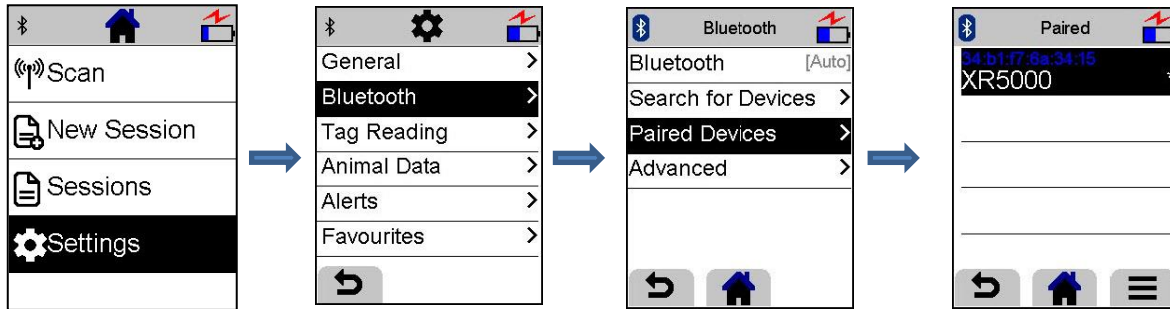 Scan
New Session
Sessions
Settings
General
Bluetooth
Tag Reading
Animal Data
Alerts
Favourites
Bluetooth
Bluetooth [Auto]
Search for Devices
Paired Devices
Advanced
Paired
34:b1:f7:6a:34:15
XR5000